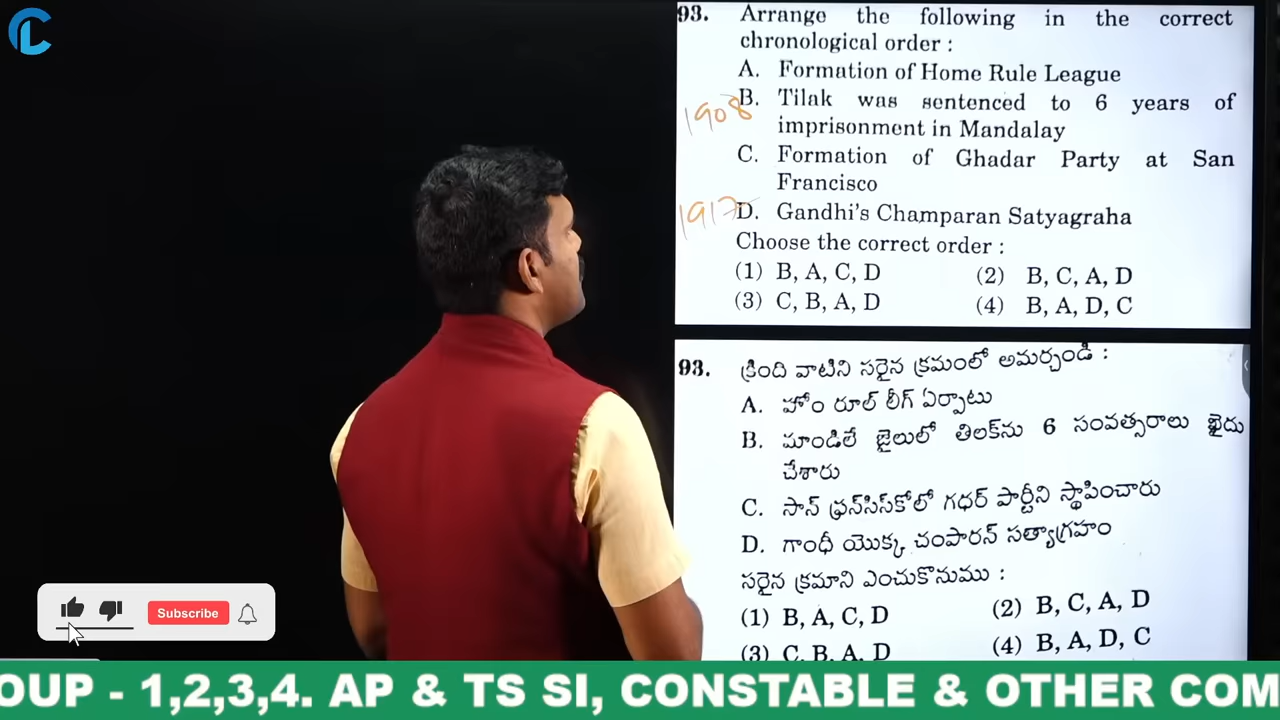 93. Arrange the following in the correct
chronological order :
A. Formation of Home Rule League
1908 B. Tilak was sentenced to 6 years of
imprisonment in Mandalay
C. Formation of Ghadar Party at San
Francisco
1917 D. Gandhi's Champaran Satyagraha
Choose the correct order :
(1) B, A, C, D (2) B, C, A, D
(3) C, B, A, D (4) B, A, D, C
93. క్రింది వాటిని సరైన క్రమంలో అమర్చండి :
A. హోం రూల్ లీగ్ ఏర్పాటు
B. మాండిలే జైలులో తిలక్‌ను 6 సంవత్సరాలు ఖైదు
చేశారు
C. సాన్ ఫ్రన్‌సిస్‌కోలో గధర్ పార్టీని స్థాపించారు
D. గాంధీ యొక్క చంపారన్ సత్యాగ్రహం
సరైన క్రమాని ఎంచుకొనుము :
(1) B, A, C, D (2) B, C, A, D
(3) C, B, A, D (4) B, A, D, C
Subscribe
OUP - 1,2,3,4. AP & TS SI, CONSTABLE & OTHER COM